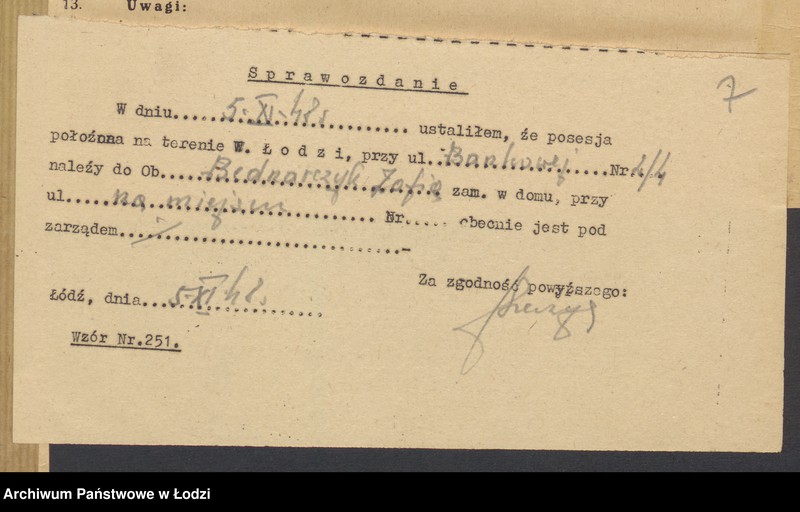 13. Uwagi:
7
Sprawozdanie
W dniu 5.XI.48. ustaliłem, że posesja
położona na terenie W. Łodzi, przy ul. Bankowej Nr 2/4
należy do Ob. Bednarczyk Zofia zam. w domu, przy
ul. na miejscu Nr..... obecnie jest pod
zarządem
Łódź, dnia 5.XI 48. Za zgodność powyższego:
Wzór Nr.251.
Archiwum Państwowe w Łodzi